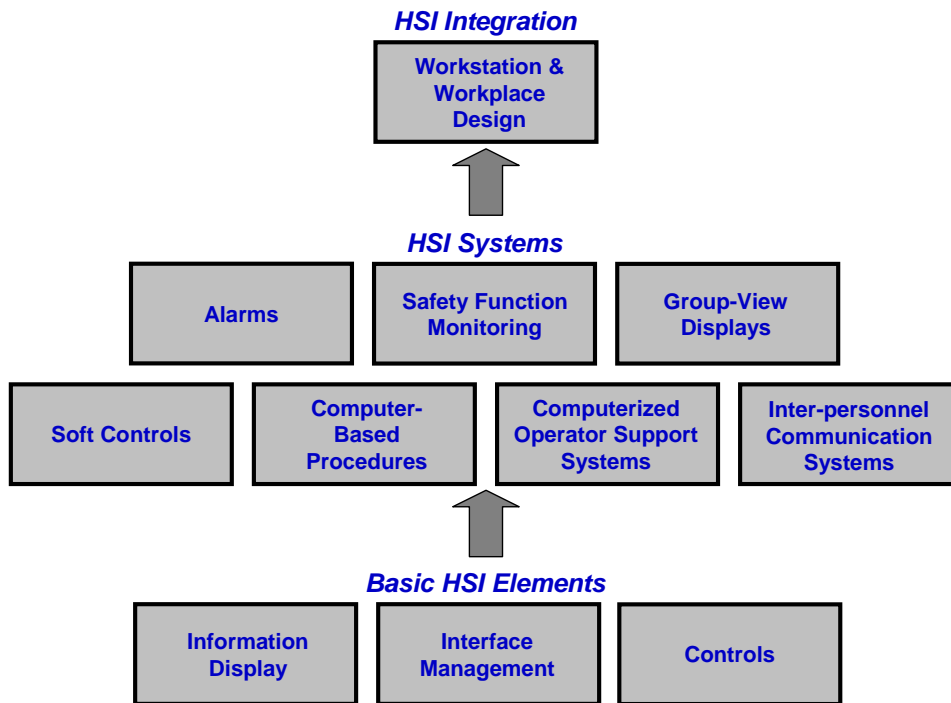 HSI Integration
Workstation &
Workplace
Design
HSI Systems
Alarms
Safety Function
Monitoring
Group-View
Displays
Soft Controls
Computer-
Based
Procedures
Computerized
Operator Support
Systems
Inter-personnel
Communication
Systems
Basic HSI Elements
Information
Display
Interface
Management
Controls